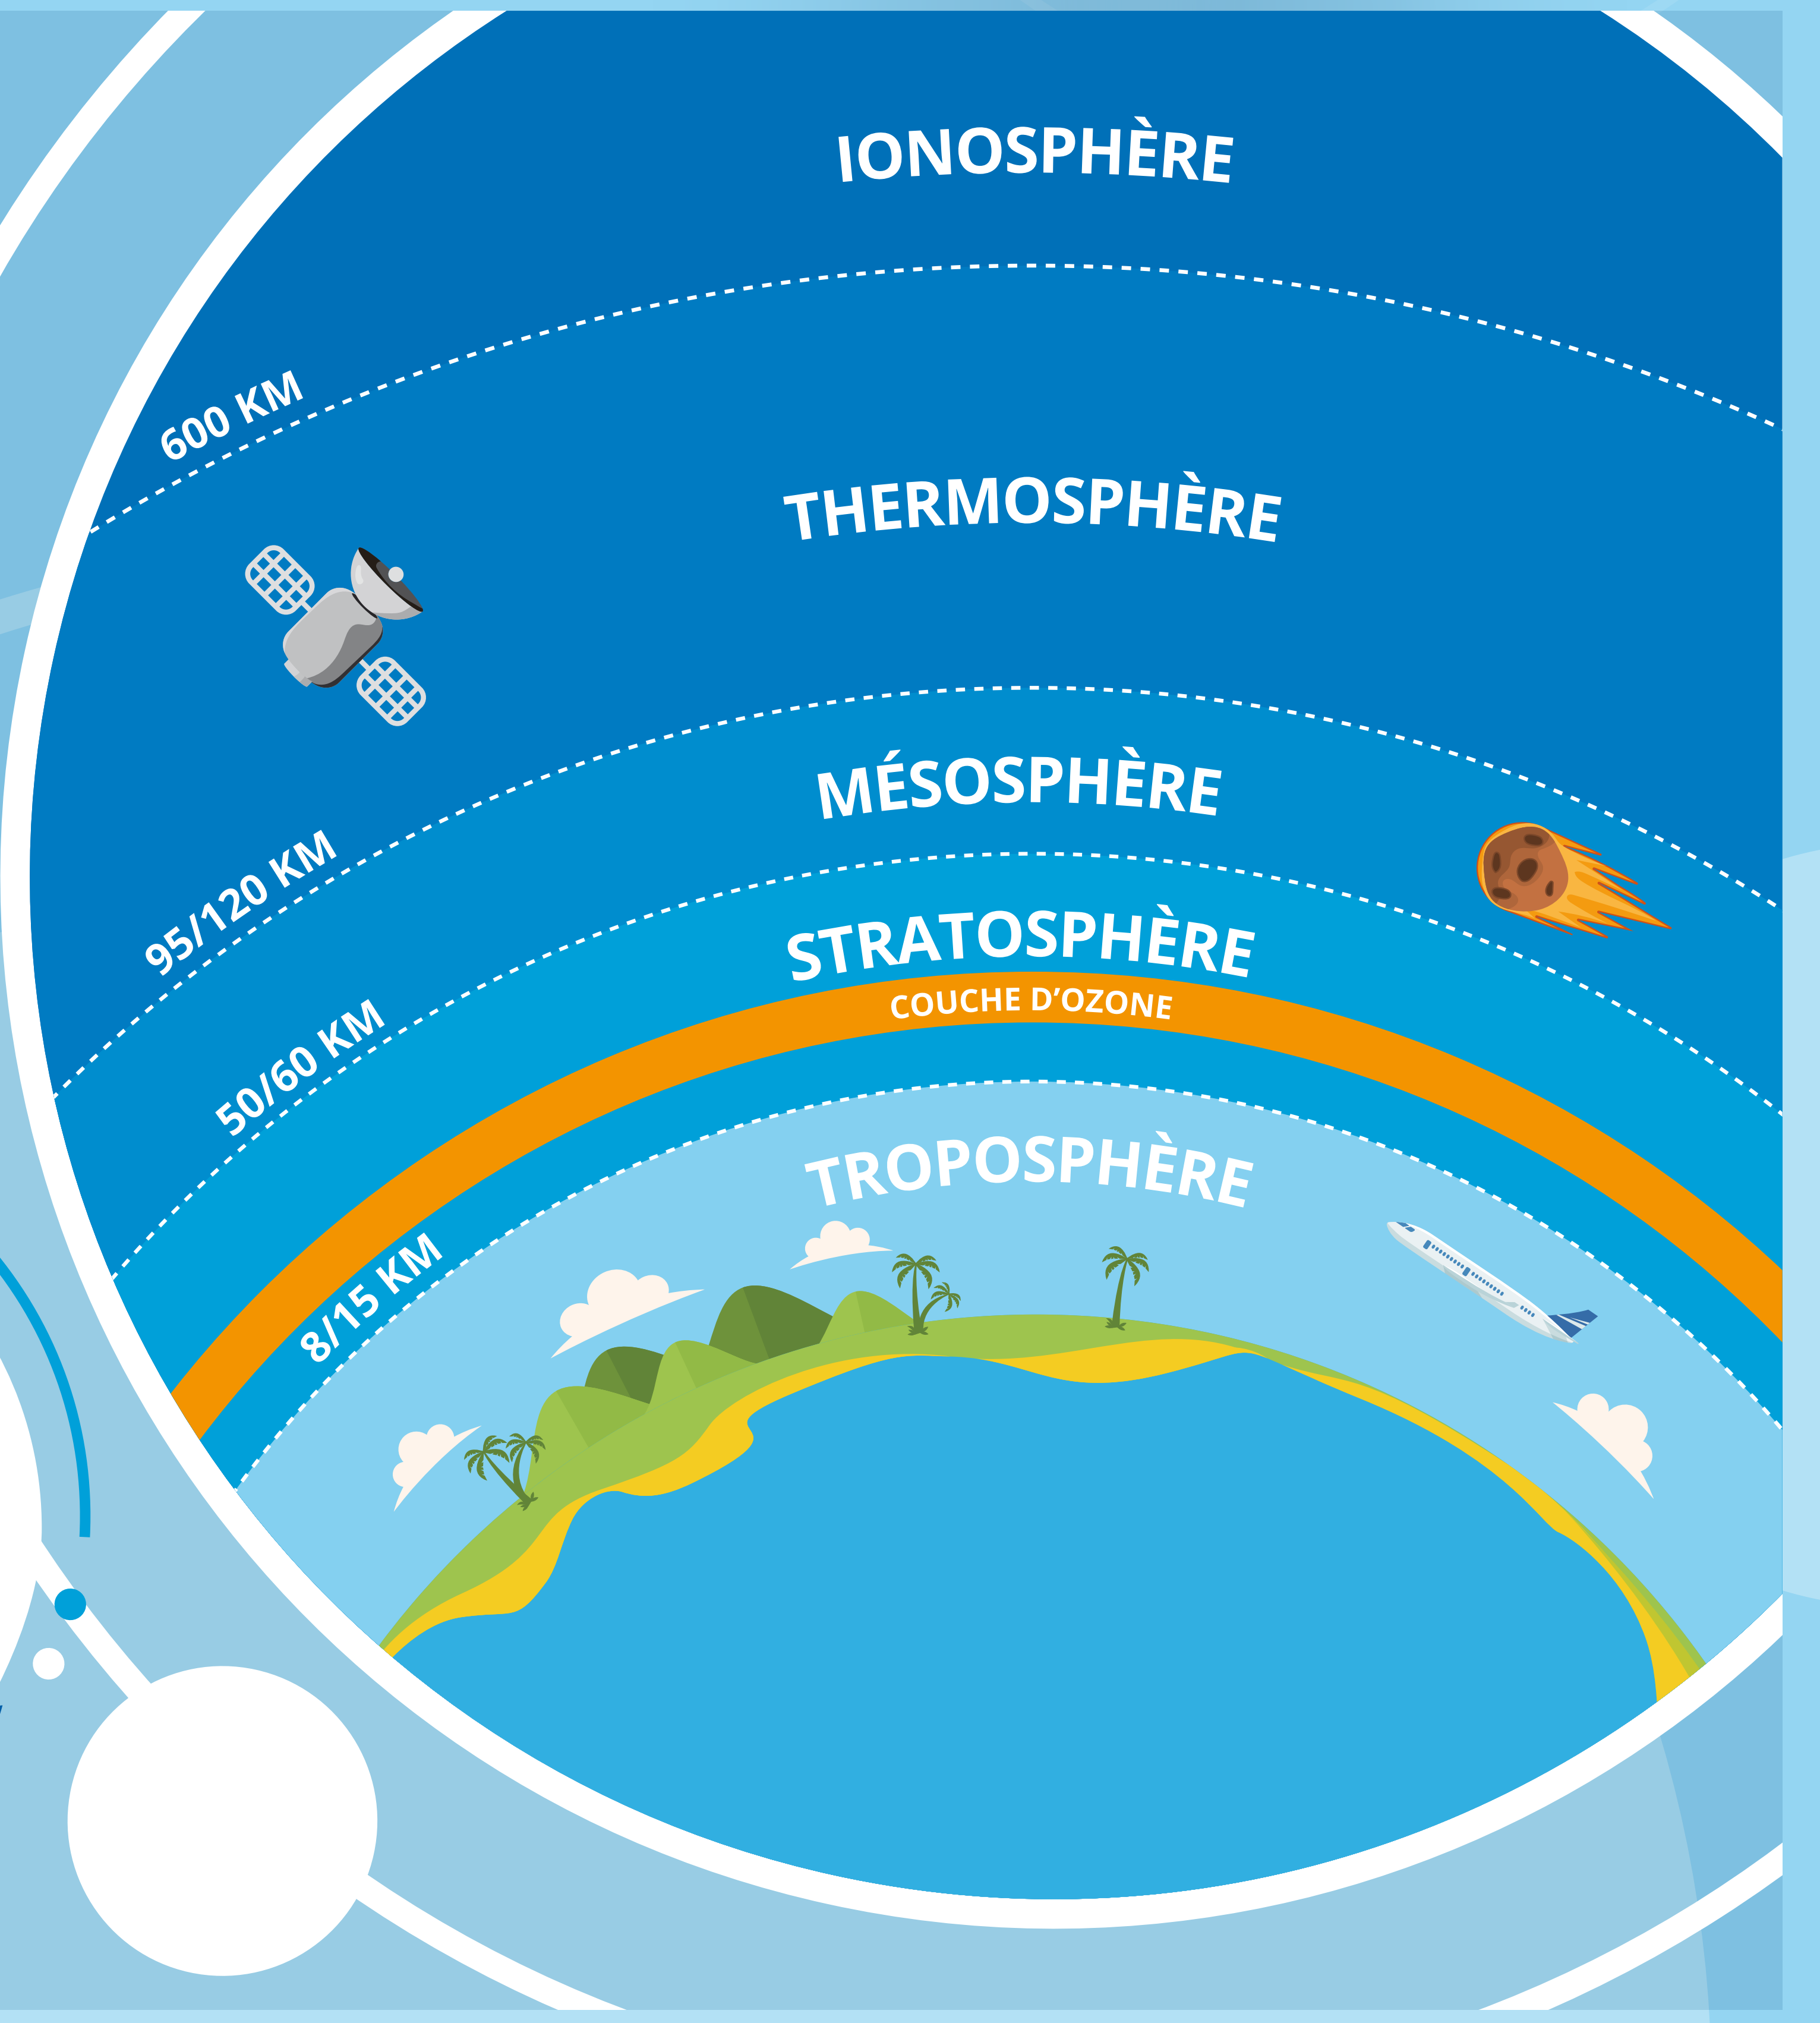 IONOSPHÈRE
600 KM
THERMOSPHÈRE
MÉSOSPHÈRE
95/120 KM
STRATOSPHÈRE
COUCHE D’OZONE
50/60 KM
TROPOSPHÈRE
8/15 KM